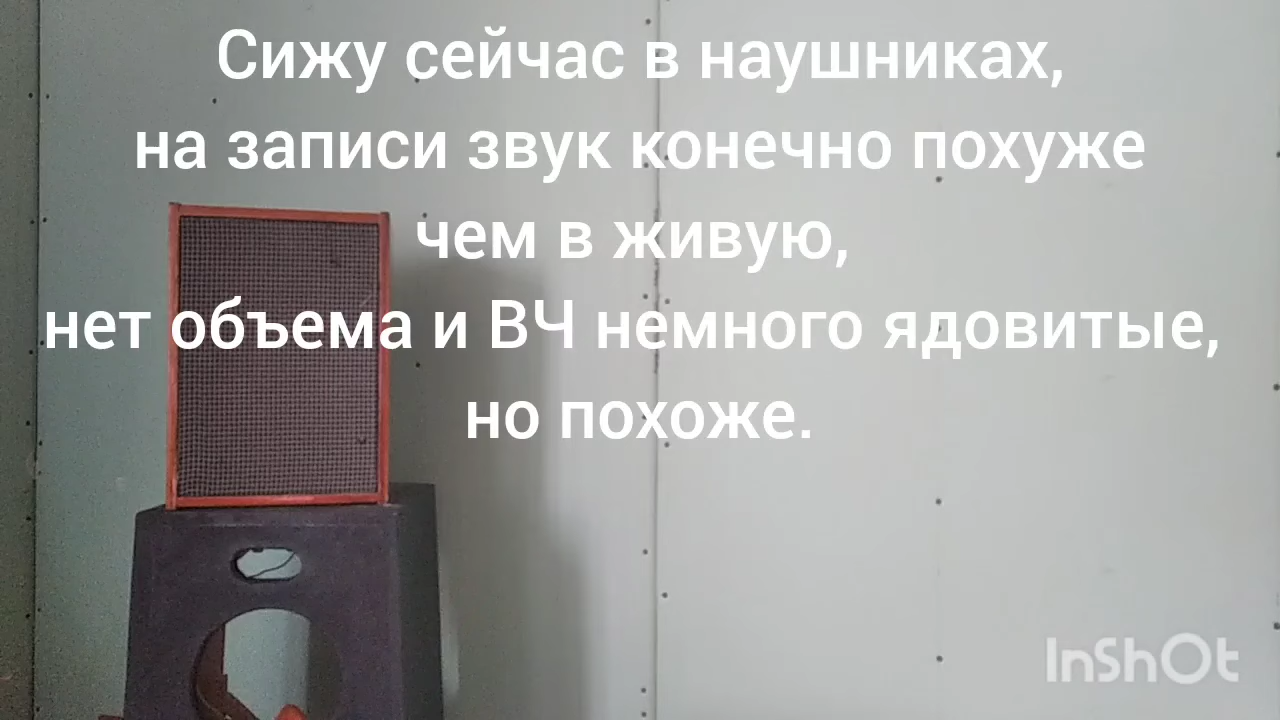 Сижу сейчас в наушниках,
на записи звук конечно похуже
чем в живую,
нет объема и ВЧ немного ядовитые,
но похоже.
InShOt